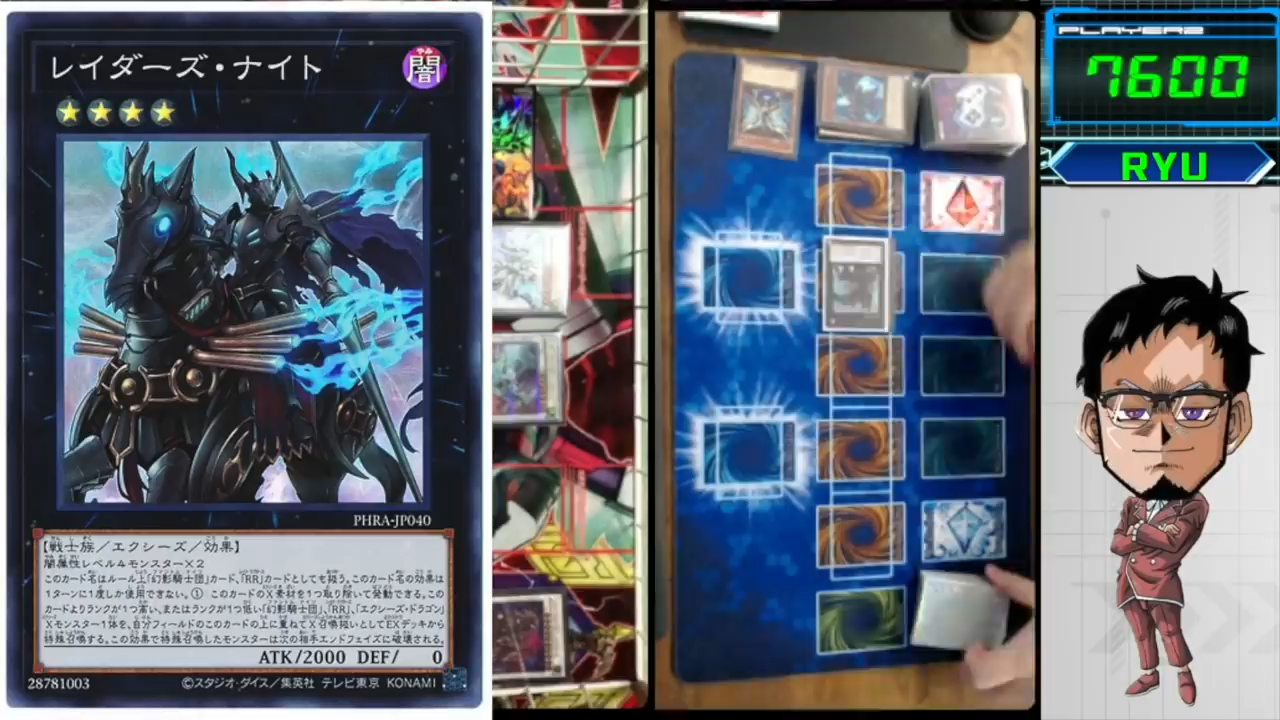 レイダーズ・ナイト
闇
PHRA-JP040
【戦士族／エクシーズ／効果】
闇属性レベル4モンスター×2
このカード名はルール上「幻影騎士団」カード、「RR」カードとしても扱う。このカード名の効果は
1ターンに1度しか使用できない。① このカードのX素材を1つ取り除いて発動できる。この
カードよりランクが1つ高い、またはランクが1つ低い「幻影騎士団」、「RR」、「エクシーズ・ドラゴン」
Xモンスター1体を、自分フィールドのこのカードの上に重ねてX召喚扱いとしてEXデッキから
特殊召喚する。この効果で特殊召喚したモンスターは次の相手エンドフェイズに破壊される。
ATK/2000 DEF/ 0
28781003
©スタジオ・ダイス／集英社 テレビ東京 KONAMI
PLAYER2
7600
RYU